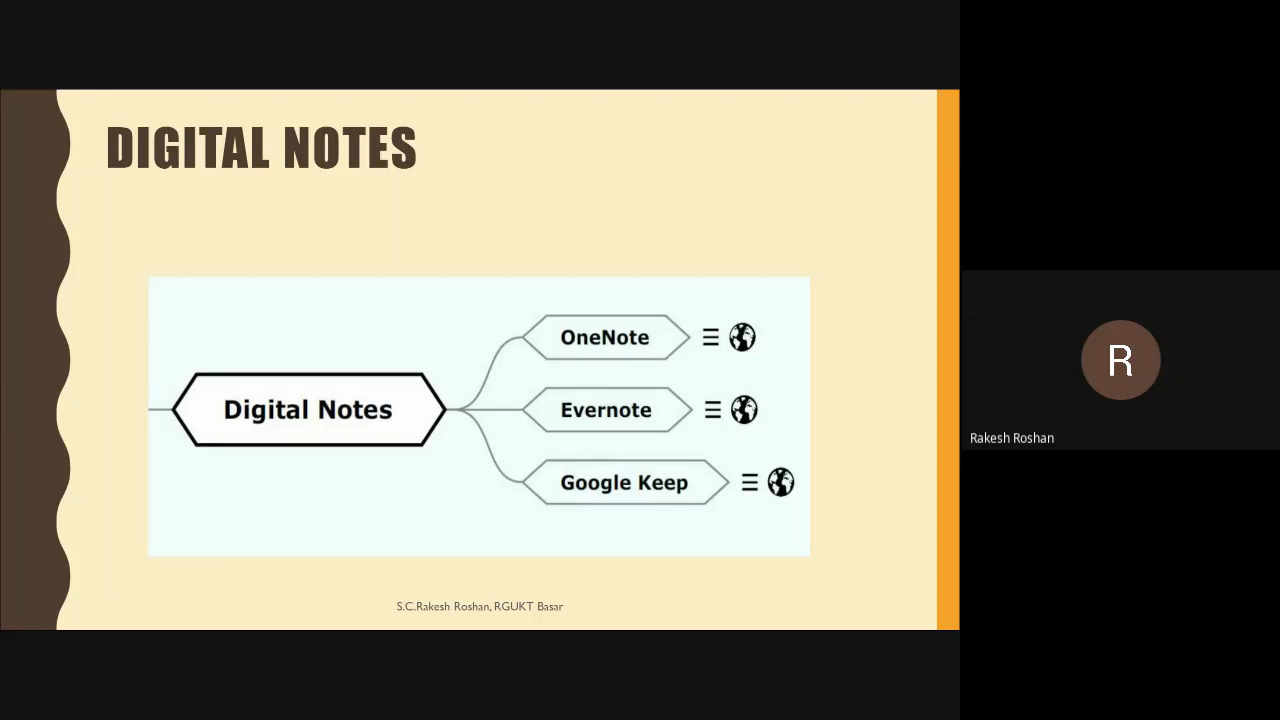 DIGITAL NOTES
OneNote
Digital Notes
Evernote
Google Keep
S.C.Rakesh Roshan, RGUKT Basar
R
Rakesh Roshan